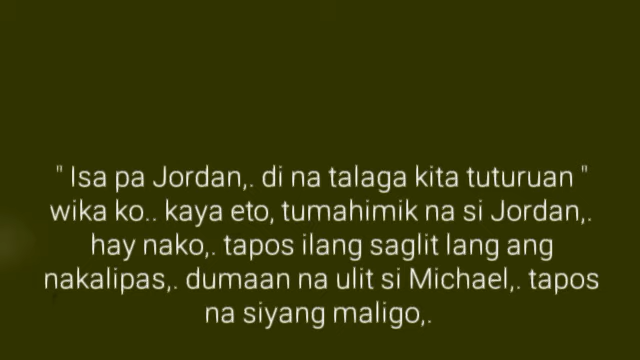 " Isa pa Jordan,. di na talaga kita tuturuan "
wika ko.. kaya eto, tumahimik na si Jordan,.
hay nako,. tapos ilang saglit lang ang
nakalipas,. dumaan na ulit si Michael,. tapos
na siyang maligo,.